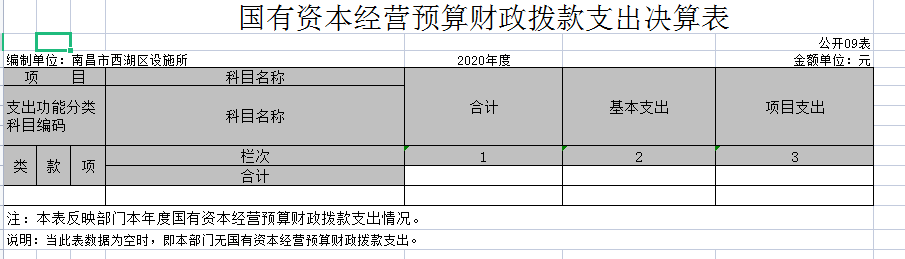 国有资本经营预算财政拨款支出决算表
公开09表
编制单位：南昌市西湖区设施所 2020年度 金额单位：元
项 目 科目名称 合计 基本支出 项目支出
支出功能分类科目编码 科目名称
类 款 项 栏次 1 2 3
合计
注：本表反映部门本年度国有资本经营预算财政拨款支出情况。
说明：当此表数据为空时，即本部门无国有资本经营预算财政拨款支出。